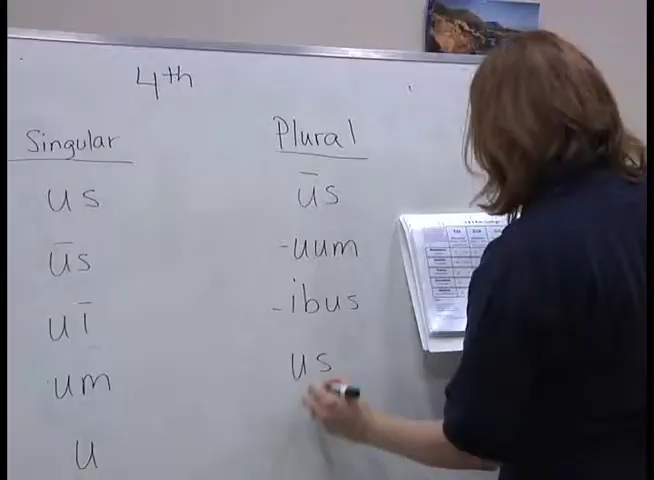 4th
Singular Plural
us ūs
ūs -uum
uī -ibus
um us
u